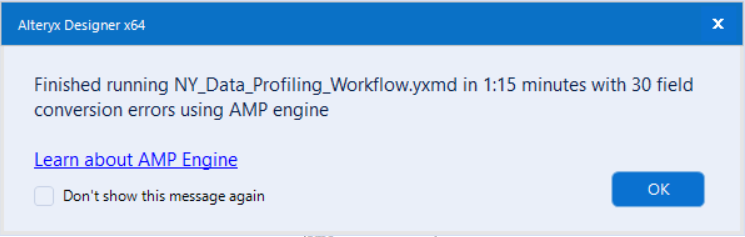 Alteryx Designer x64
x
Finished running NY_Data_Profiling_Workflow.yxmd in 1:15 minutes with 30 field
conversion errors using AMP engine
Learn about AMP Engine
Don't show this message again
OK